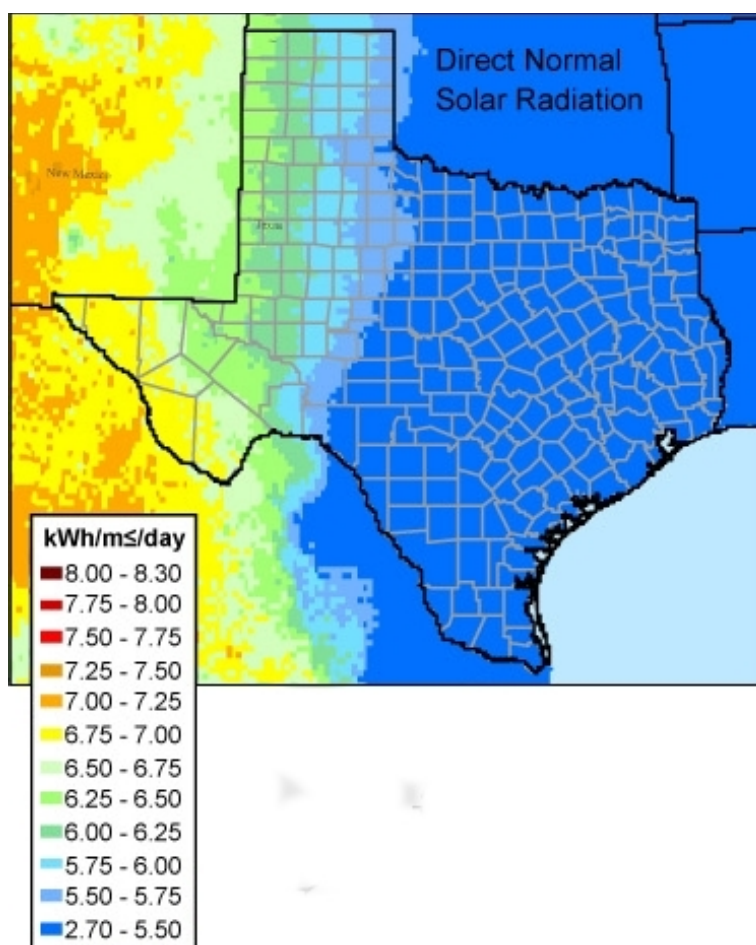 Direct Normal
Solar Radiation
New Mexico
Texas
kWh/m≤/day
8.00 - 8.30
7.75 - 8.00
7.50 - 7.75
7.25 - 7.50
7.00 - 7.25
6.75 - 7.00
6.50 - 6.75
6.25 - 6.50
6.00 - 6.25
5.75 - 6.00
5.50 - 5.75
2.70 - 5.50